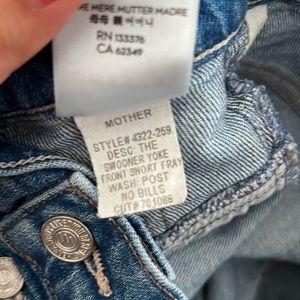 MERE MUTTER MADRE
RN 133376
CA 62349
MOTHER
STYLE# 4322-259
DESC: THE
SWOONER YOKE
FRONT SHORT FRAY
WASH: POST
NO BILLS
CUT# 701086